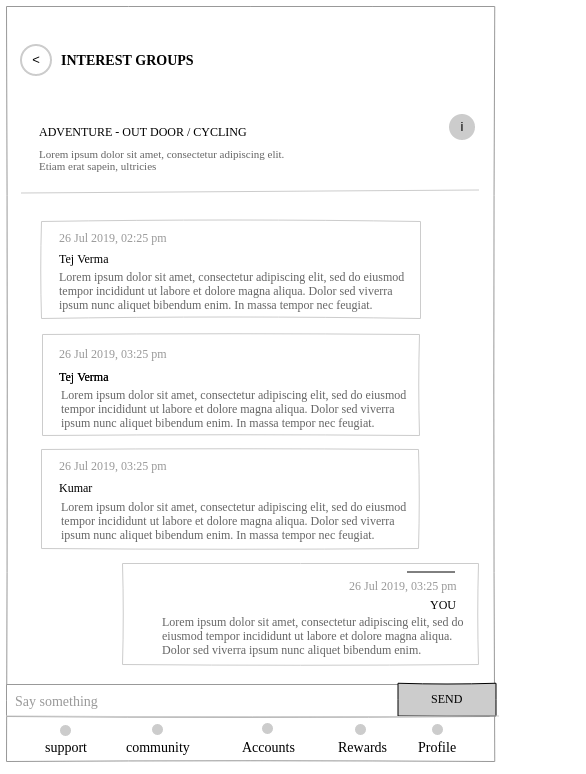 < INTEREST GROUPS
ADVENTURE - OUT DOOR / CYCLING
i
Lorem ipsum dolor sit amet, consectetur adipiscing elit.
Etiam erat sapein, ultricies
26 Jul 2019, 02:25 pm
Tej Verma
Lorem ipsum dolor sit amet, consectetur adipiscing elit, sed do eiusmod
tempor incididunt ut labore et dolore magna aliqua. Dolor sed viverra
ipsum nunc aliquet bibendum enim. In massa tempor nec feugiat.
26 Jul 2019, 03:25 pm
Tej Verma
Lorem ipsum dolor sit amet, consectetur adipiscing elit, sed do eiusmod
tempor incididunt ut labore et dolore magna aliqua. Dolor sed viverra
ipsum nunc aliquet bibendum enim. In massa tempor nec feugiat.
26 Jul 2019, 03:25 pm
Kumar
Lorem ipsum dolor sit amet, consectetur adipiscing elit, sed do eiusmod
tempor incididunt ut labore et dolore magna aliqua. Dolor sed viverra
ipsum nunc aliquet bibendum enim. In massa tempor nec feugiat.
26 Jul 2019, 03:25 pm
YOU
Lorem ipsum dolor sit amet, consectetur adipiscing elit, sed do
eiusmod tempor incididunt ut labore et dolore magna aliqua.
Dolor sed viverra ipsum nunc aliquet bibendum enim.
Say something SEND
support community Accounts Rewards Profile